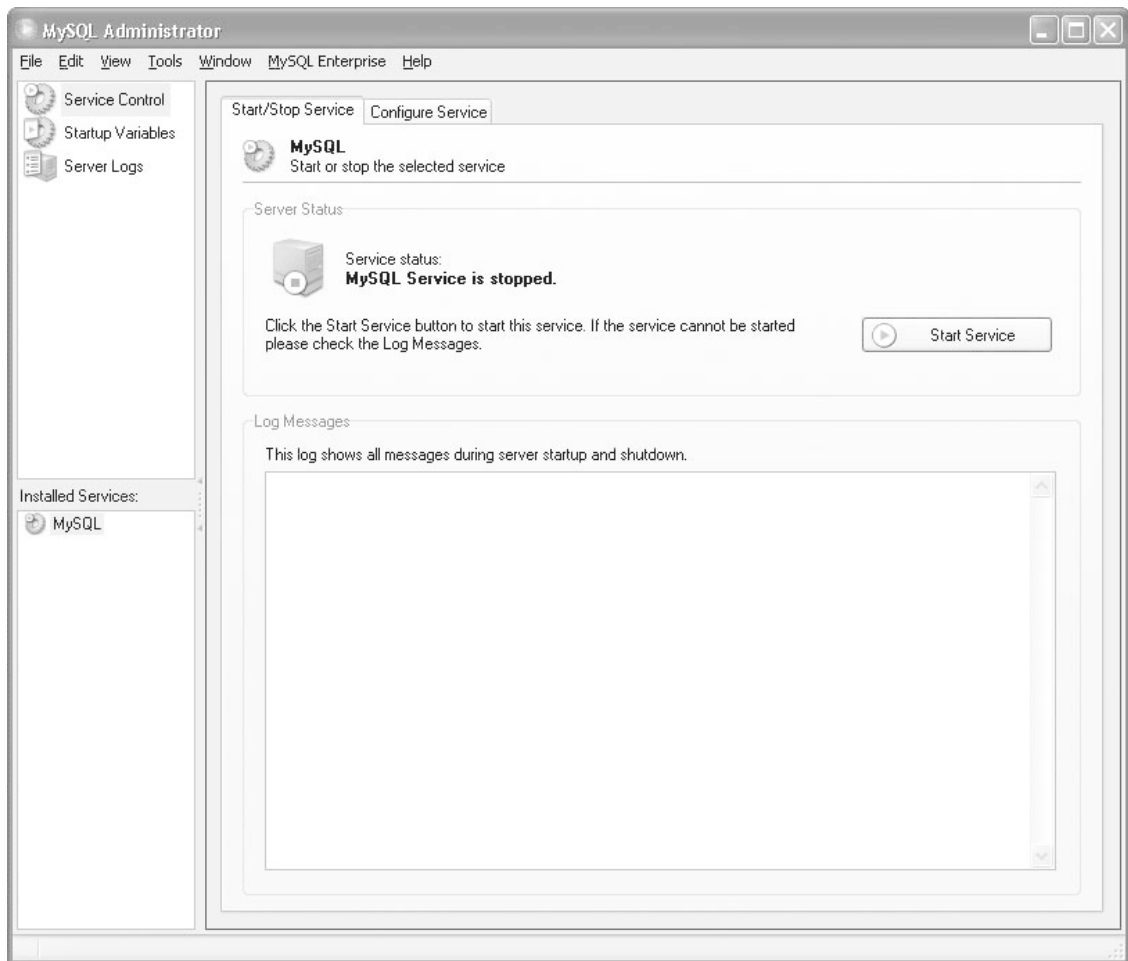 MySQL Administrator
File Edit View Tools Window MySQL Enterprise Help
Service Control
Startup Variables
Server Logs
Installed Services:
MySQL
Start/Stop Service
Configure Service
MySQL
Start or stop the selected service
Server Status
Service status:
MySQL Service is stopped.
Click the Start Service button to start this service. If the service cannot be started
please check the Log Messages.
Start Service
Log Messages
This log shows all messages during server startup and shutdown.